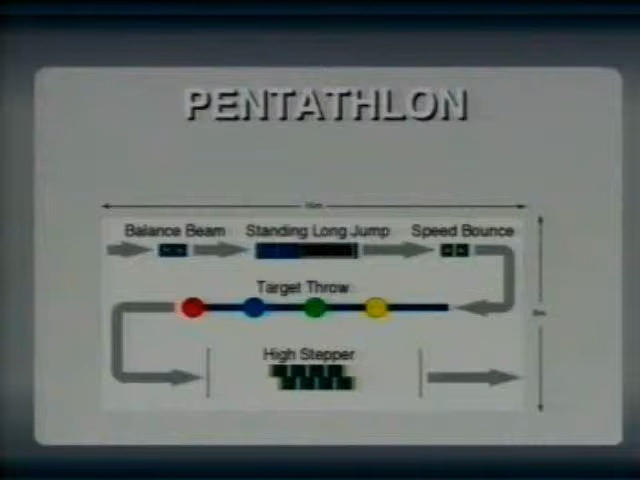 PENTATHLON
Balance Beam Standing Long Jump Speed Bounce
Target Throw
High Stepper